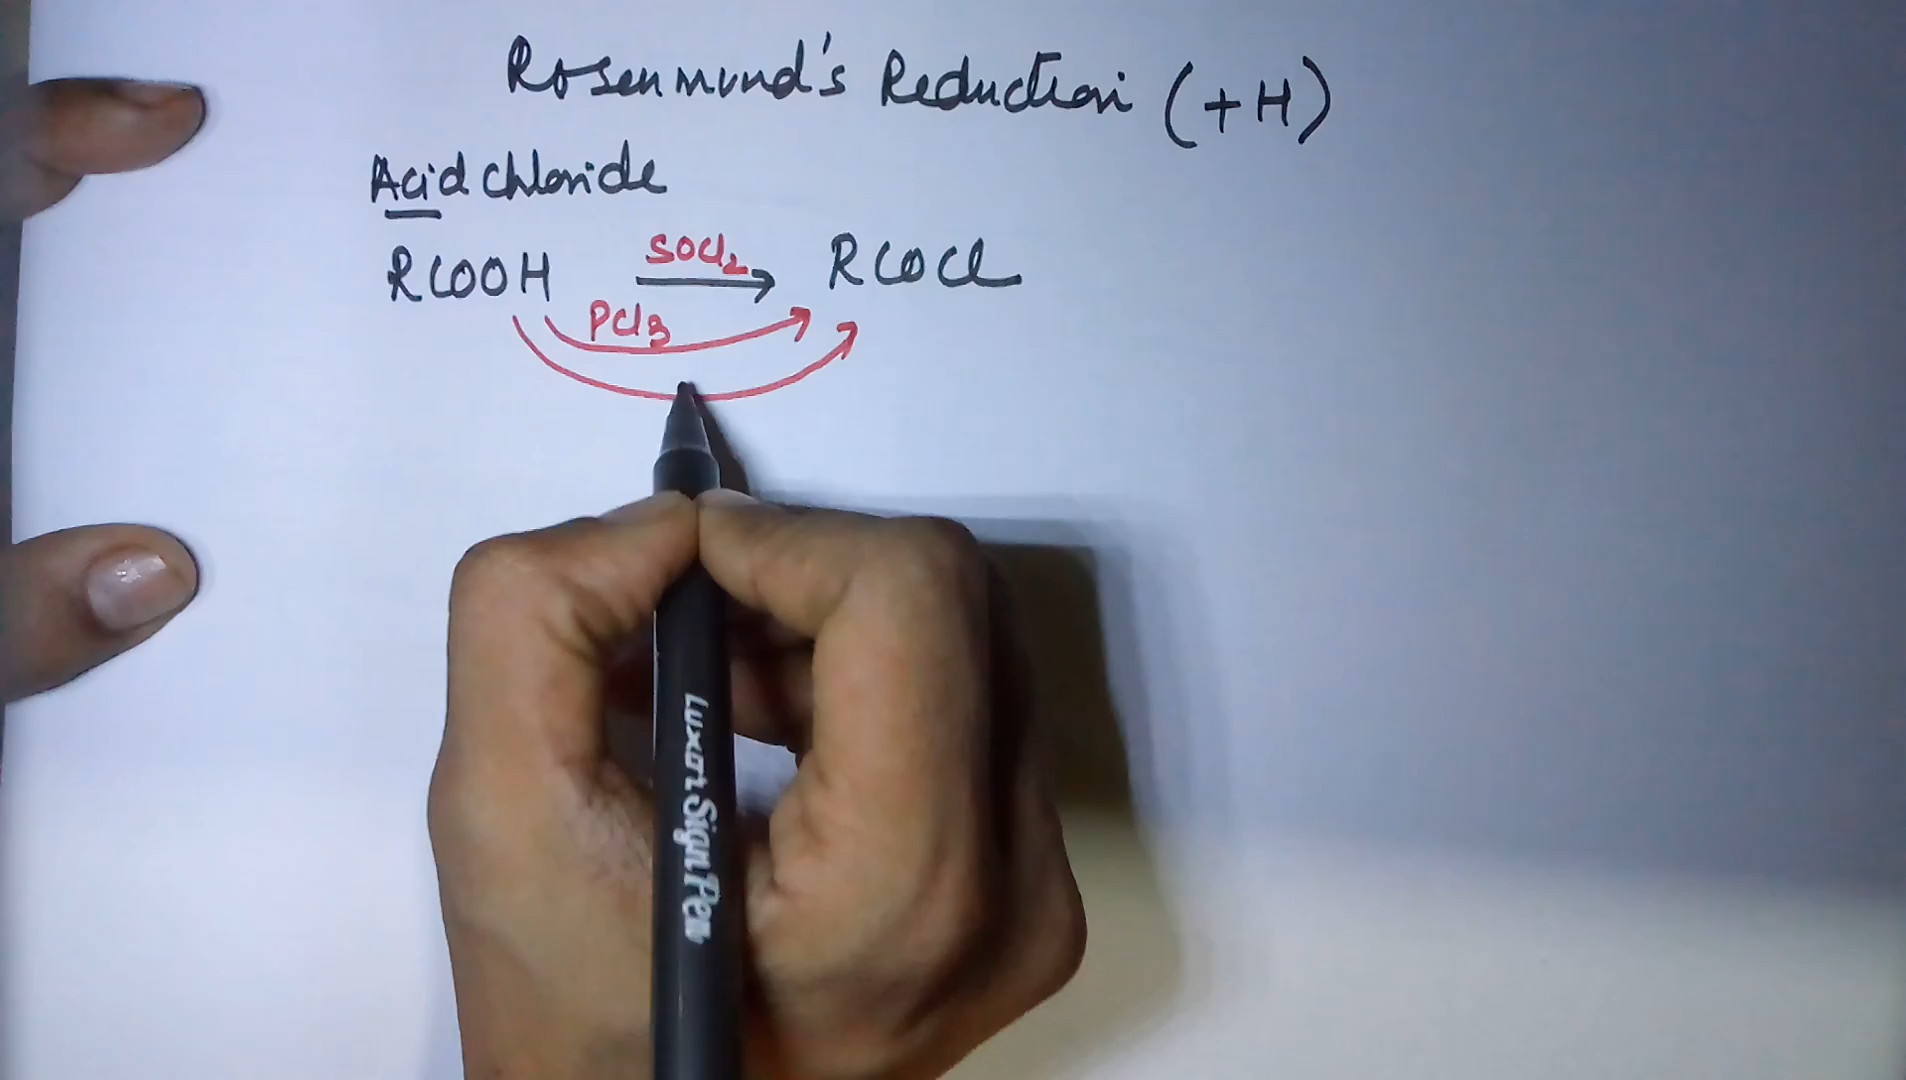 Rosenmund's Reduction (+H)
Acid chloride
RCOOH SOCl2 RCOCl
PCl3
Luxor Sign Pen